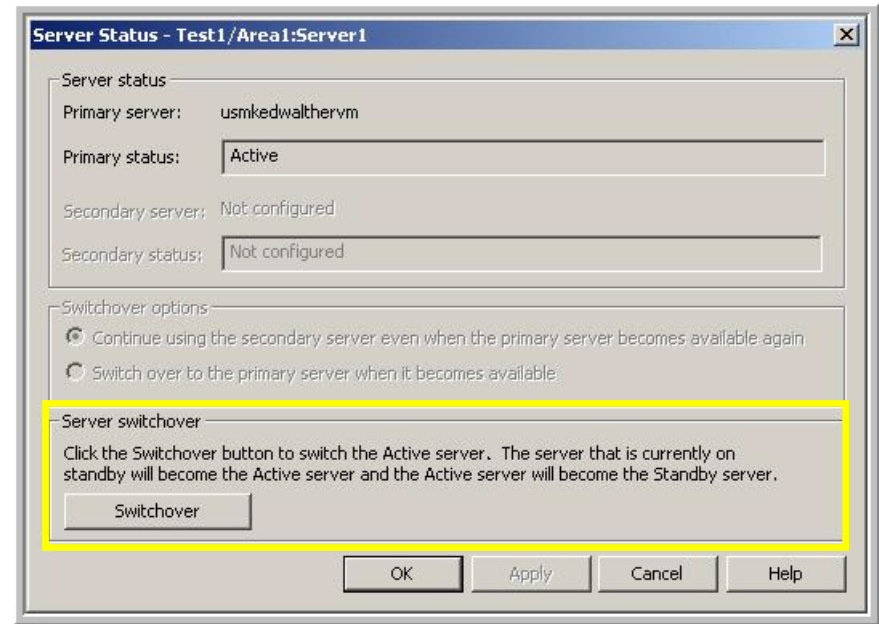 Server Status - Test1/Area1:Server1
Server status
Primary server: usmkedwalthervm
Primary status: Active
Secondary server: Not configured
Secondary status: Not configured
Switchover options
Continue using the secondary server even when the primary server becomes available again
Switch over to the primary server when it becomes available
Server switchover
Click the Switchover button to switch the Active server. The server that is currently on
standby will become the Active server and the Active server will become the Standby server.
Switchover
OK Apply Cancel Help